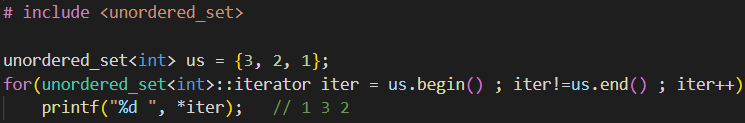 # include <unordered_set>
unordered_set<int> us = {3, 2, 1};
for(unordered_set<int>::iterator iter = us.begin() ; iter!=us.end() ; iter++)
    printf("%d ", *iter);   // 1 3 2